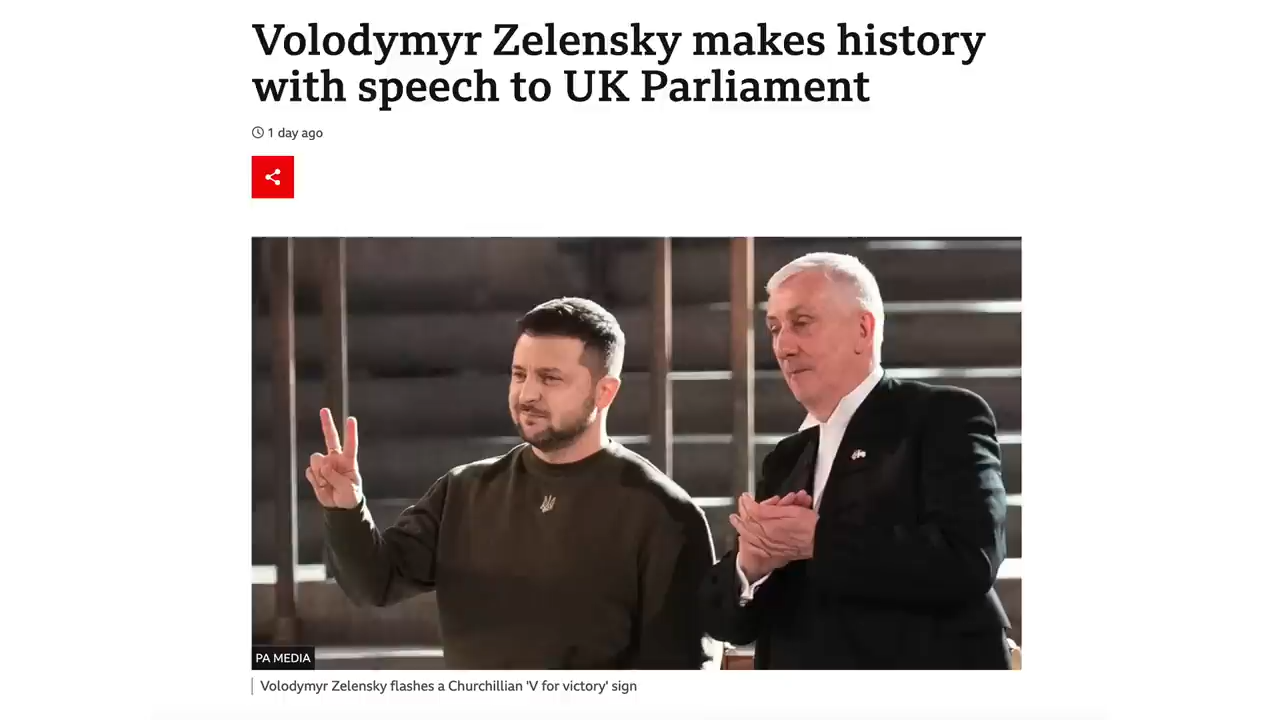 Volodymyr Zelensky makes history
with speech to UK Parliament
1 day ago
PA MEDIA
Volodymyr Zelensky flashes a Churchillian 'V for victory' sign